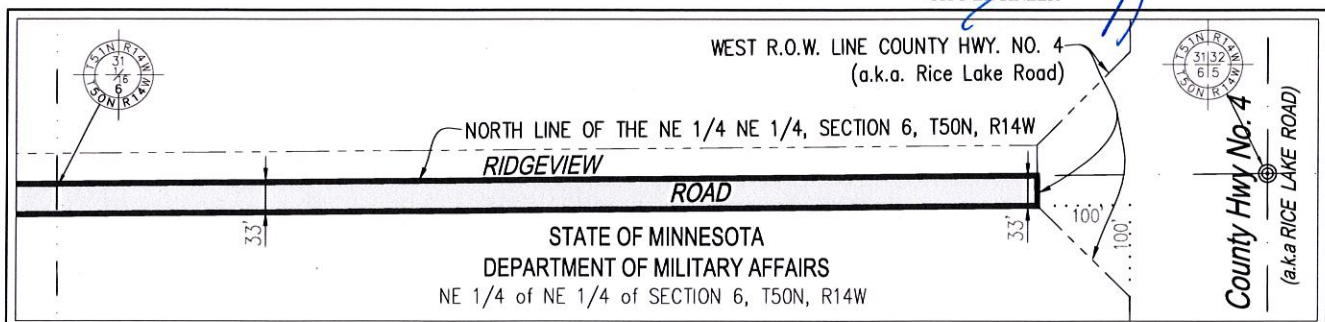 WEST R.O.W. LINE COUNTY HWY. NO. 4
(a.k.a. Rice Lake Road)
T51N R14W
31
1/16
6
T50N R14W
T51N R14W
31 32
6 5
T50N R14W
NORTH LINE OF THE NE 1/4 NE 1/4, SECTION 6, T50N, R14W
RIDGEVIEW
ROAD
33'
33'
100'
100'
STATE OF MINNESOTA
DEPARTMENT OF MILITARY AFFAIRS
NE 1/4 of NE 1/4 of SECTION 6, T50N, R14W
County Hwy No. 4
(a.k.a RICE LAKE ROAD)